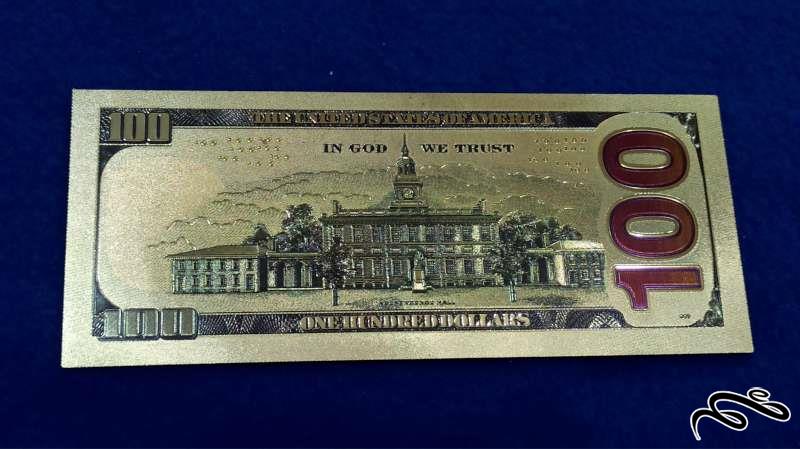 100
THE UNITED STATES OF AMERICA
IN GOD WE TRUST
100
100
ONE HUNDRED DOLLARS